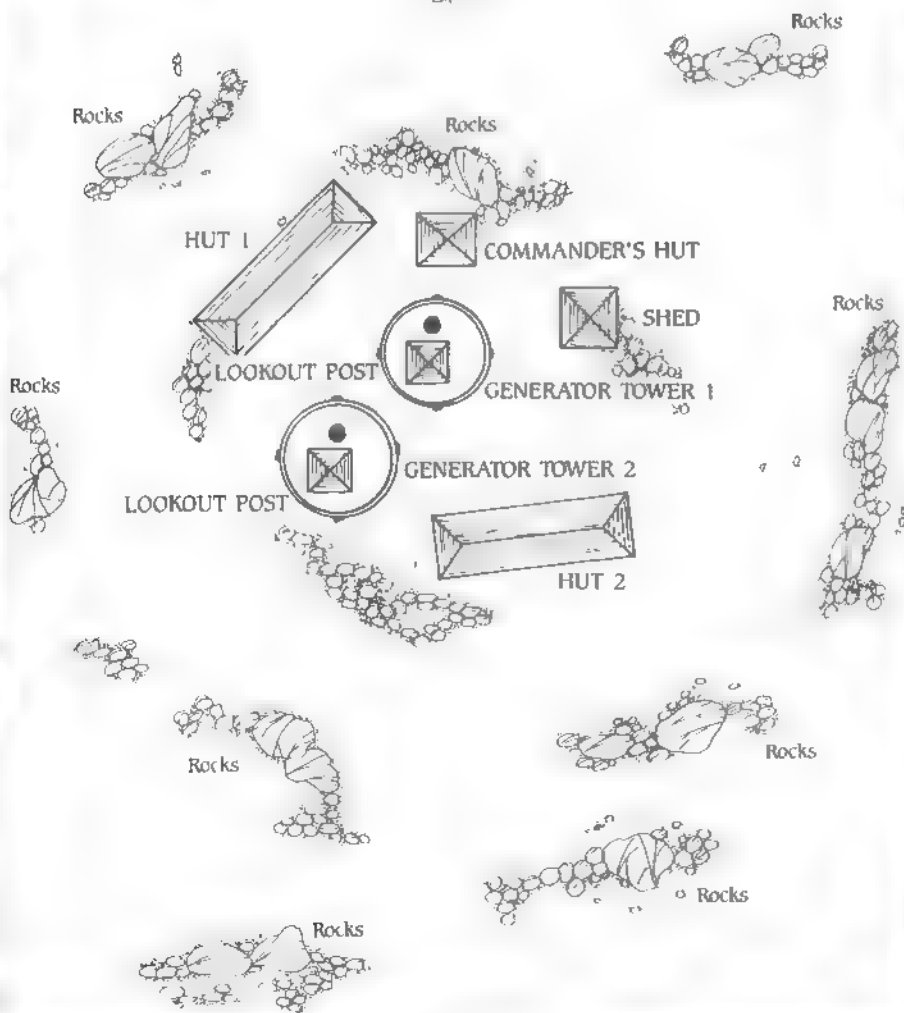 Rocks
Rocks
Rocks
HUT 1
COMMANDER'S HUT
Rocks
SHED
LOOKOUT POST
Rocks
GENERATOR TOWER 1
GENERATOR TOWER 2
LOOKOUT POST
HUT 2
Rocks
Rocks
Rocks
Rocks